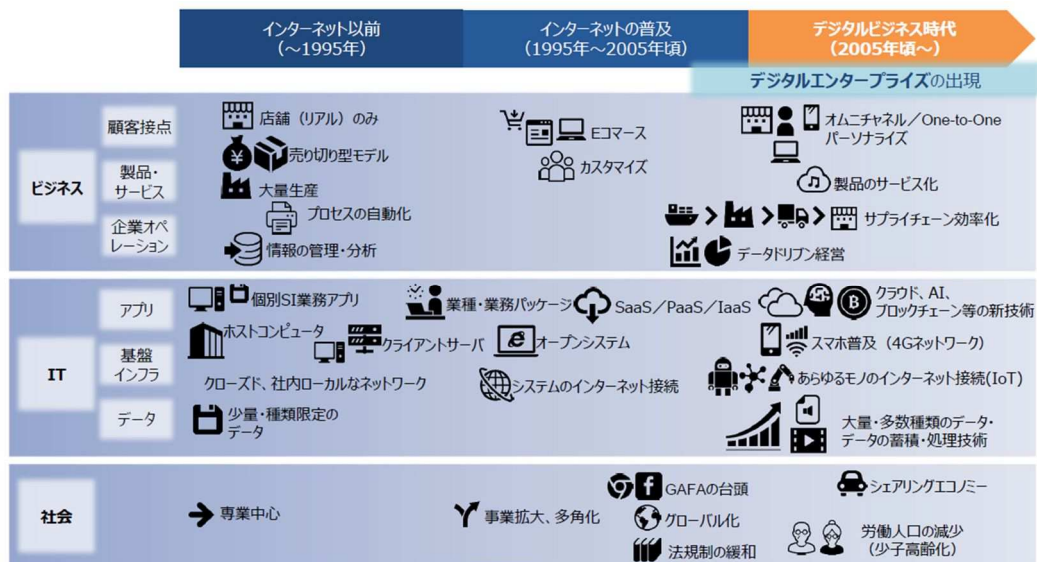 インターネット以前
(~1995年)
インターネットの普及
(1995年~2005年頃)
デジタルビジネス時代
(2005年頃~)
デジタルエンタープライズの出現
ビジネス
顧客接点
店舗（リアル）のみ
Eコマース
オムニチャネル／One-to-One
パーソナライズ
製品・
サービス
売り切り型モデル
カスタマイズ
大量生産
製品のサービス化
企業オペ
レーション
プロセスの自動化
サプライチェーン効率化
情報の管理・分析
データドリブン経営
IT
アプリ
個別SI業務アプリ
業種・業務パッケージ
SaaS／PaaS／IaaS
クラウド、AI、
ブロックチェーン等の新技術
基盤
インフラ
ホストコンピュータ
クライアントサーバ
オープンシステム
スマホ普及（4Gネットワーク）
クローズド、社内ローカルなネットワーク
システムのインターネット接続
あらゆるモノのインターネット接続(IoT)
データ
少量・種類限定の
データ
大量・多数種類のデータ・
データの蓄積・処理技術
社会
専業中心
事業拡大、多角化
GAFAの台頭
グローバル化
法規制の緩和
シェアリングエコノミー
労働人口の減少
（少子高齢化）